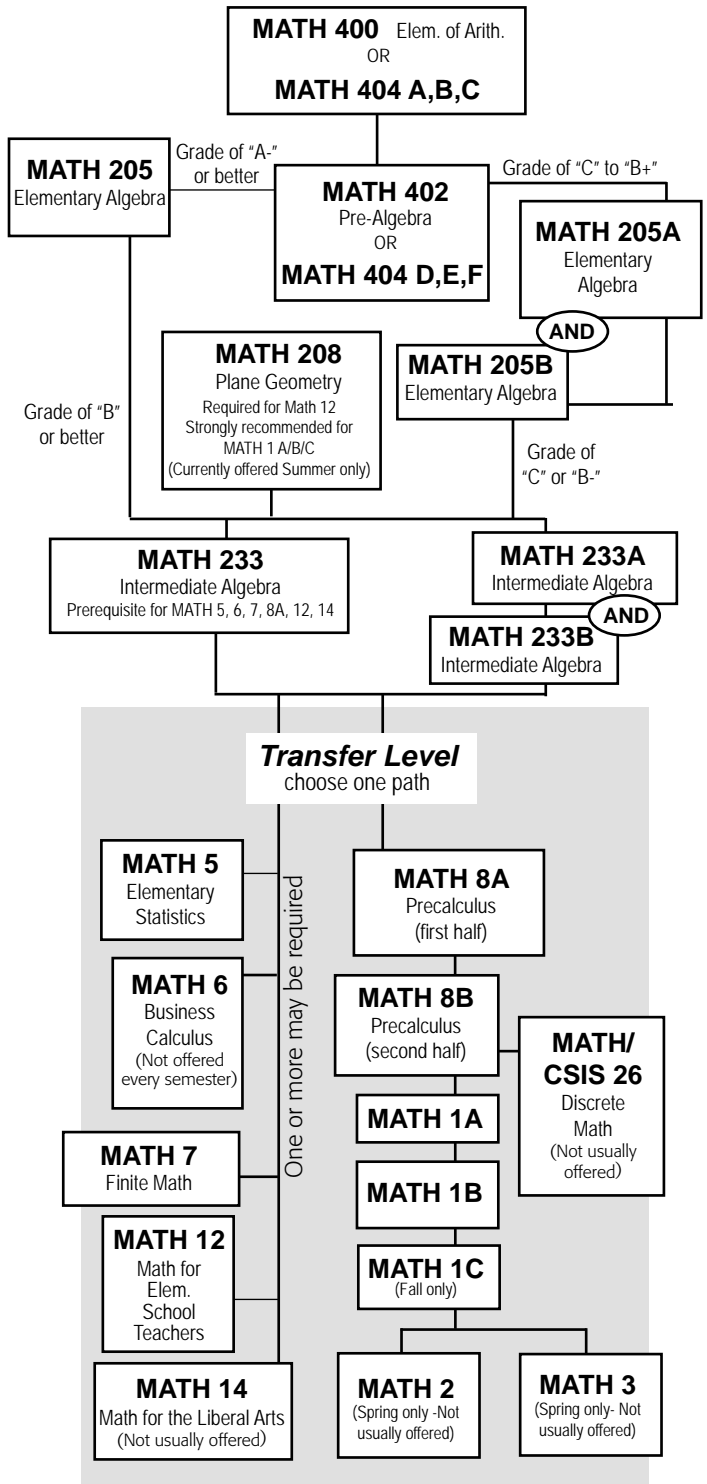 MATH 400 Elem. of Arith.
OR
MATH 404 A,B,C
MATH 205
Elementary Algebra
Grade of “A-”
or better
MATH 402
Pre-Algebra
OR
MATH 404 D,E,F
Grade of “C” to “B+”
MATH 205A
Elementary
Algebra
AND
MATH 205B
Elementary Algebra
MATH 208
Plane Geometry
Required for Math 12
Strongly recommended for
MATH 1 A/B/C
(Currently offered Summer only)
Grade of “B”
or better
Grade of
“C” or “B-”
MATH 233
Intermediate Algebra
Prerequisite for MATH 5, 6, 7, 8A, 12, 14
MATH 233A
Intermediate Algebra
AND
MATH 233B
Intermediate Algebra
Transfer Level
choose one path
MATH 5
Elementary
Statistics
MATH 6
Business
Calculus
(Not offered
every semester)
MATH 7
Finite Math
MATH 12
Math for
Elem.
School
Teachers
MATH 14
Math for the Liberal Arts
(Not usually offered)
One or more may be required
MATH 8A
Precalculus
(first half)
MATH 8B
Precalculus
(second half)
MATH/
CSIS 26
Discrete
Math
(Not usually
offered)
MATH 1A
MATH 1B
MATH 1C
(Fall only)
MATH 2
(Spring only -Not
usually offered)
MATH 3
(Spring only- Not
usually offered)